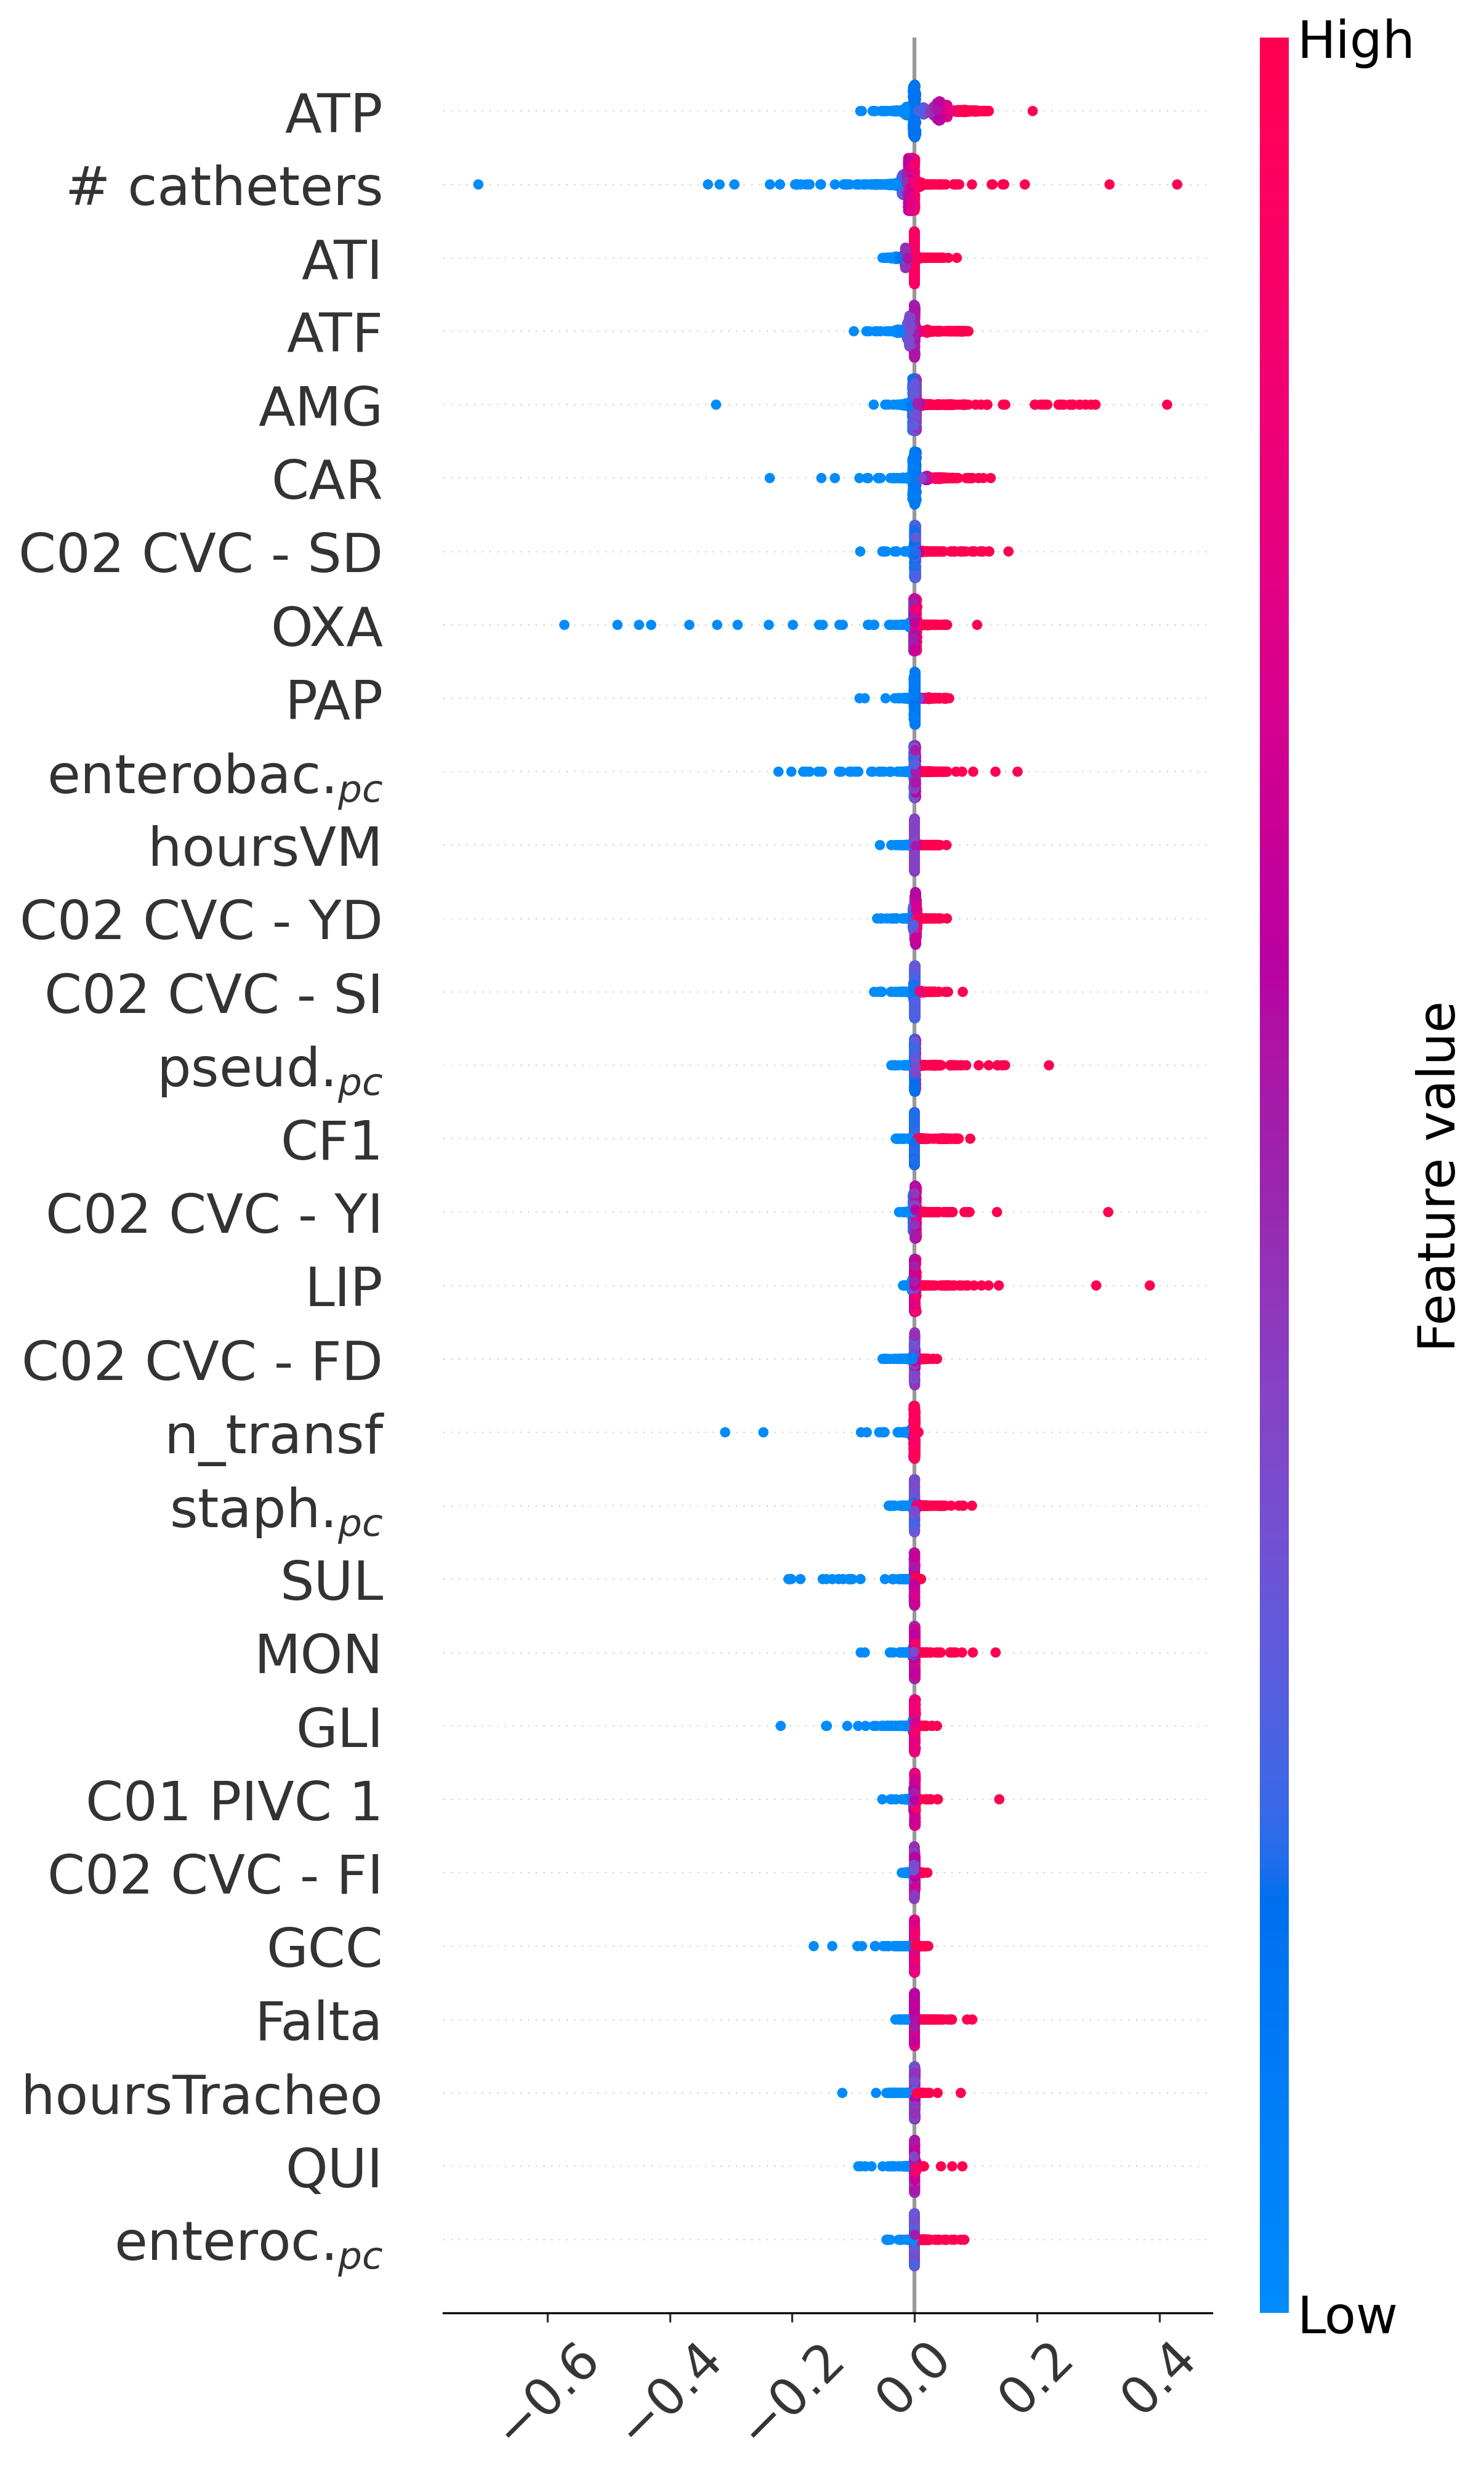 High
ATP
# catheters
ATI
ATF
AMG
CAR
C02 CVC - SD
OXA
PAP
enterobac.pc
hoursVM
C02 CVC - YD
C02 CVC - SI
pseud.pc
CF1
C02 CVC - YI
LIP
C02 CVC - FD
n_transf
staph.pc
SUL
MON
GLI
C01 PIVC 1
C02 CVC - FI
GCC
Falta
hoursTracheo
QUI
enteroc.pc
Low
Feature value
−0.6 −0.4 −0.2 0.0 0.2 0.4